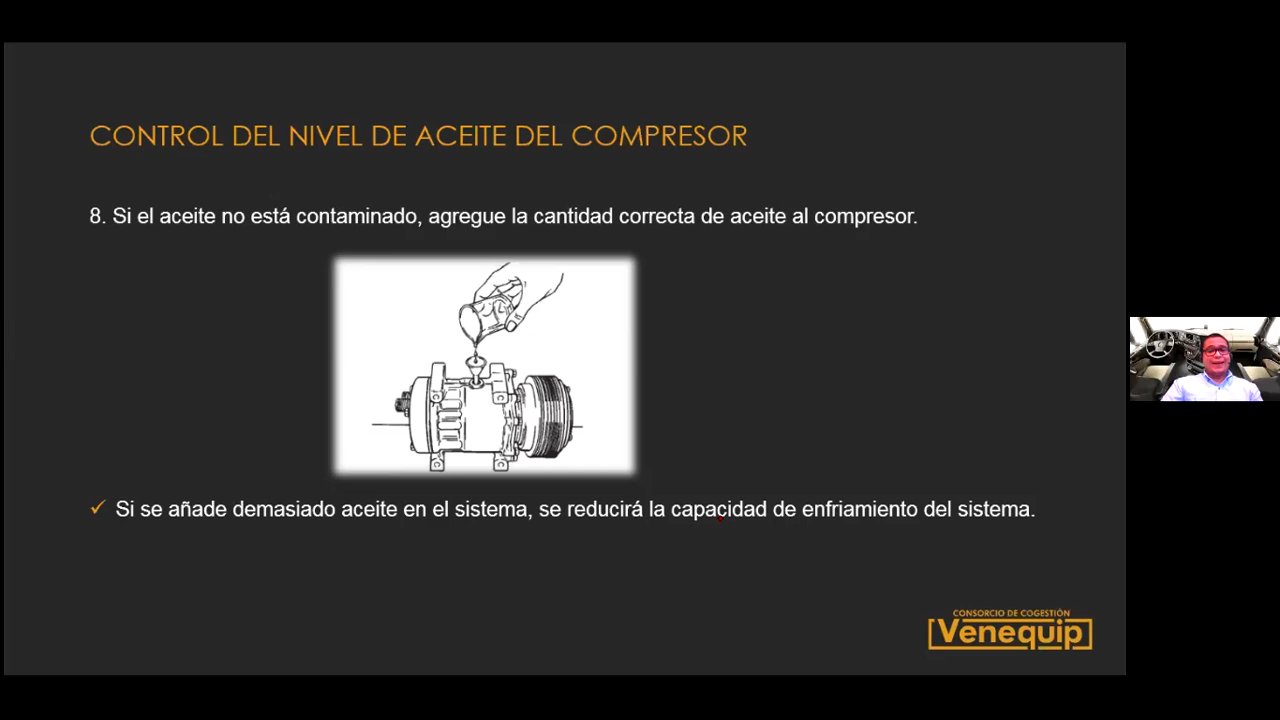 CONTROL DEL NIVEL DE ACEITE DEL COMPRESOR
8. Si el aceite no está contaminado, agregue la cantidad correcta de aceite al compresor.
✓ Si se añade demasiado aceite en el sistema, se reducirá la capacidad de enfriamiento del sistema.
CONSORCIO DE COGESTIÓN
Venequip